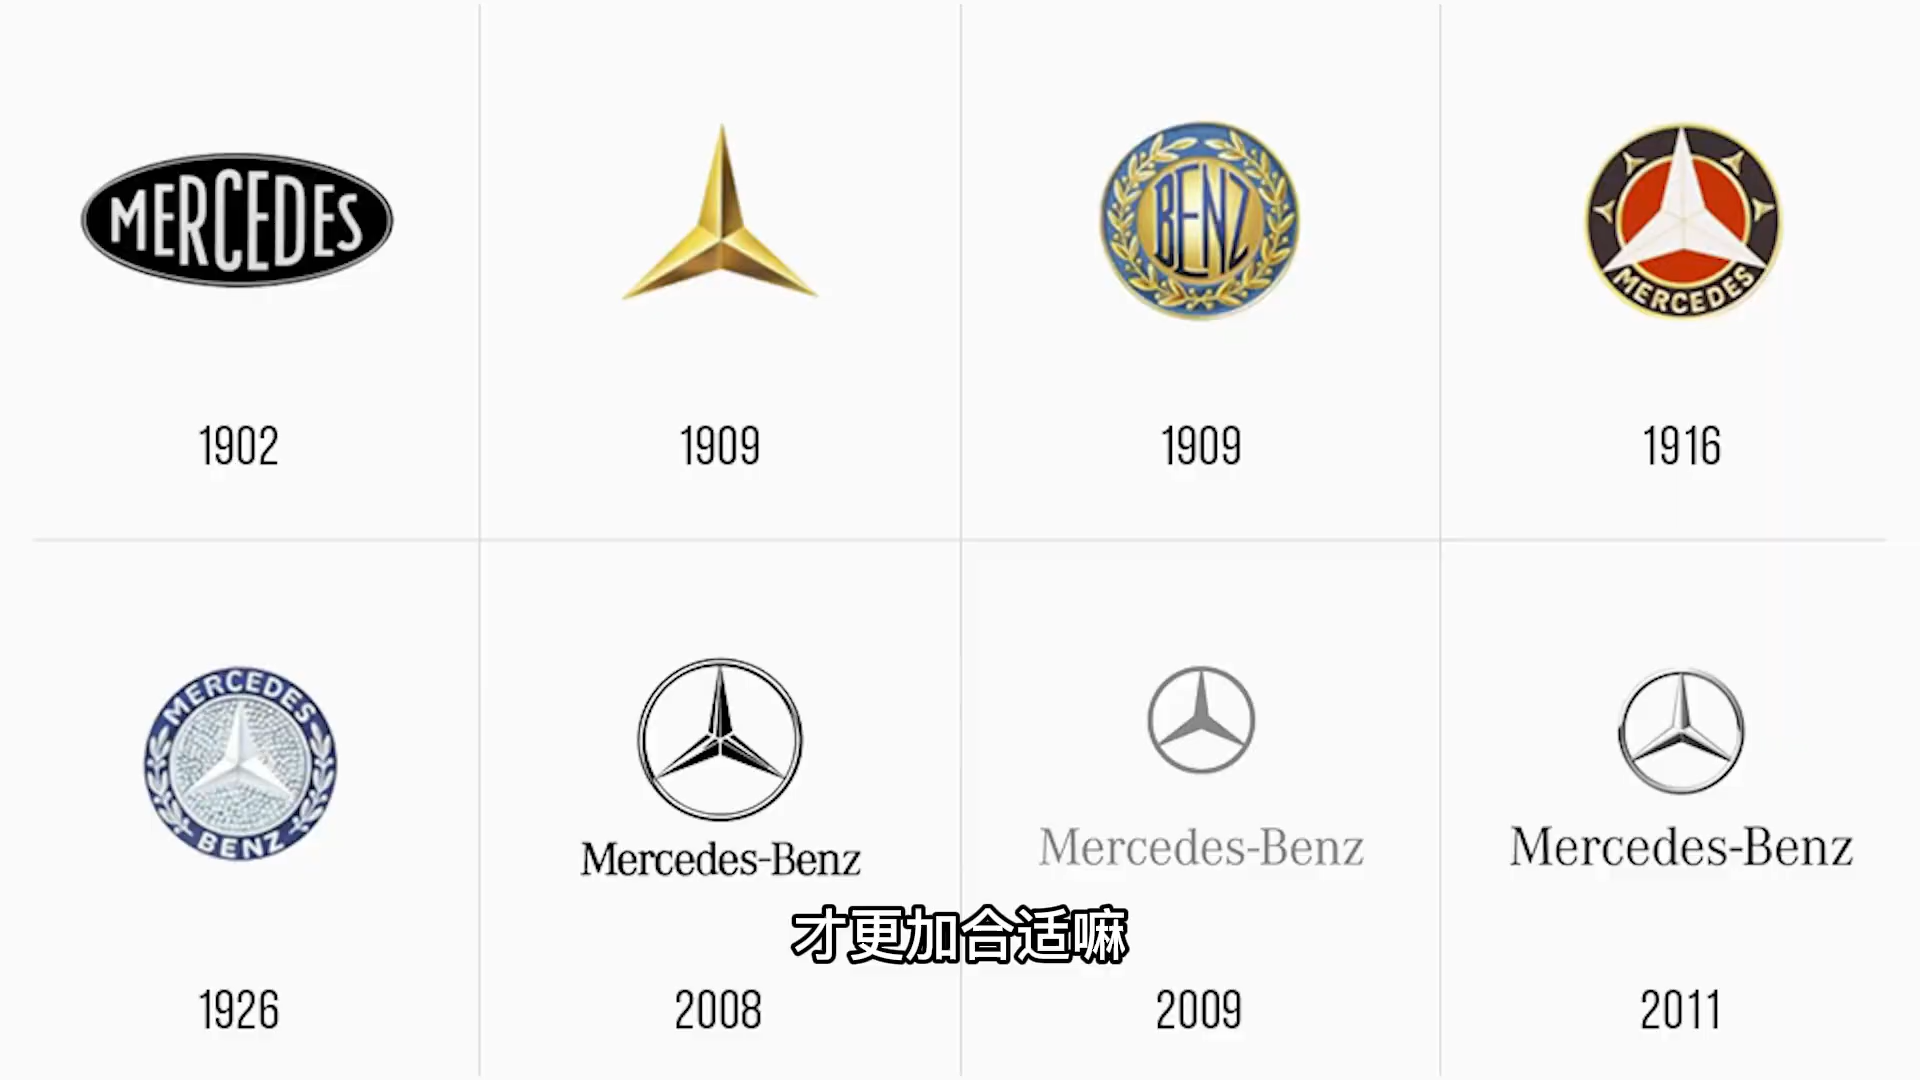 MERCEDES
BENZ
MERCEDES
1902
1909
1909
1916
MERCEDES
BENZ
Mercedes-Benz
Mercedes-Benz
Mercedes-Benz
才更加合适嘛
1926
2008
2009
2011